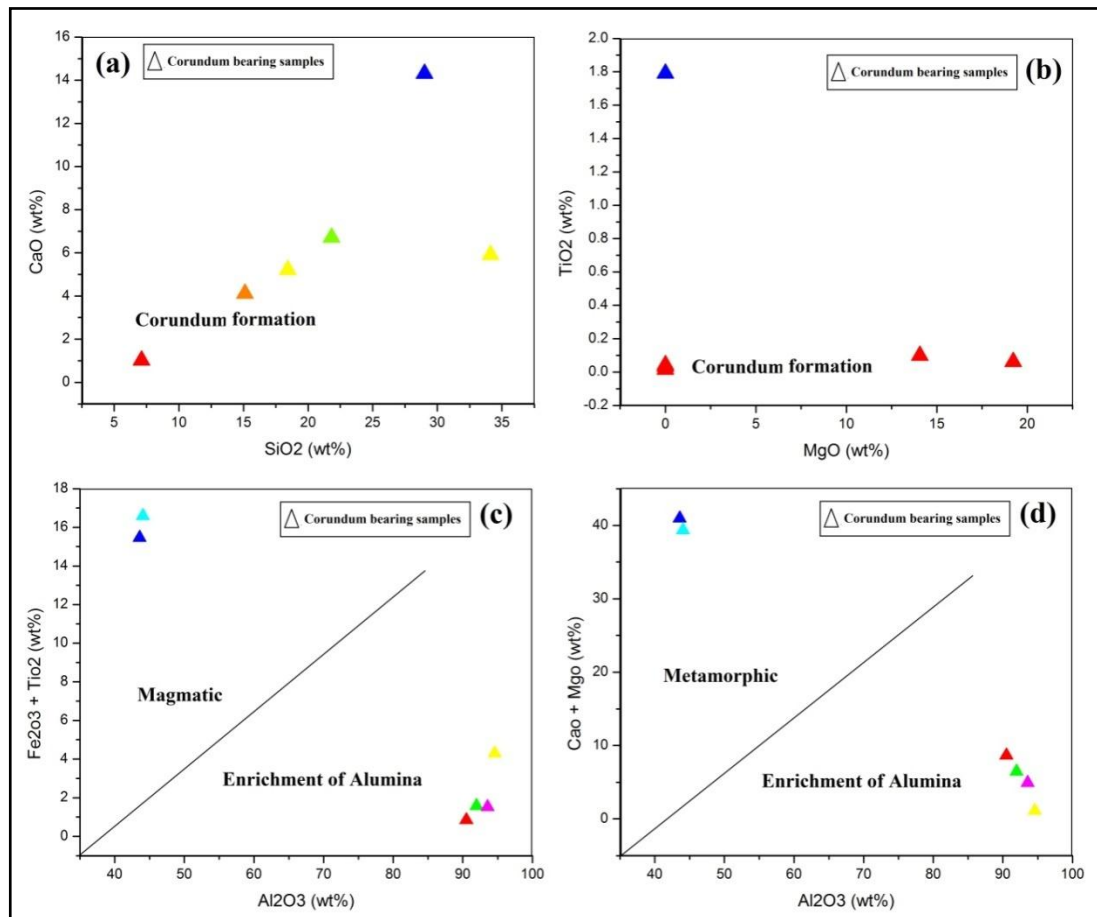 (a)
Corundum bearing samples
16
14
12
10
8
6
4
2
0
CaO (wt%)
Corundum formation
5 10 15 20 25 30 35
SiO2 (wt%)
(b)
Corundum bearing samples
2.0
1.8
1.6
1.4
1.2
1.0
0.8
0.6
0.4
0.2
0.0
-0.2
TiO2 (wt%)
Corundum formation
0 5 10 15 20
MgO (wt%)
(c)
Corundum bearing samples
18
16
14
12
10
8
6
4
2
0
Fe2o3 + Tio2 (wt%)
Magmatic
Enrichment of Alumina
40 50 60 70 80 90 100
Al2O3 (wt%)
(d)
Corundum bearing samples
40
30
20
10
0
Cao + Mgo (wt%)
Metamorphic
Enrichment of Alumina
40 50 60 70 80 90 100
Al2O3 (wt%)